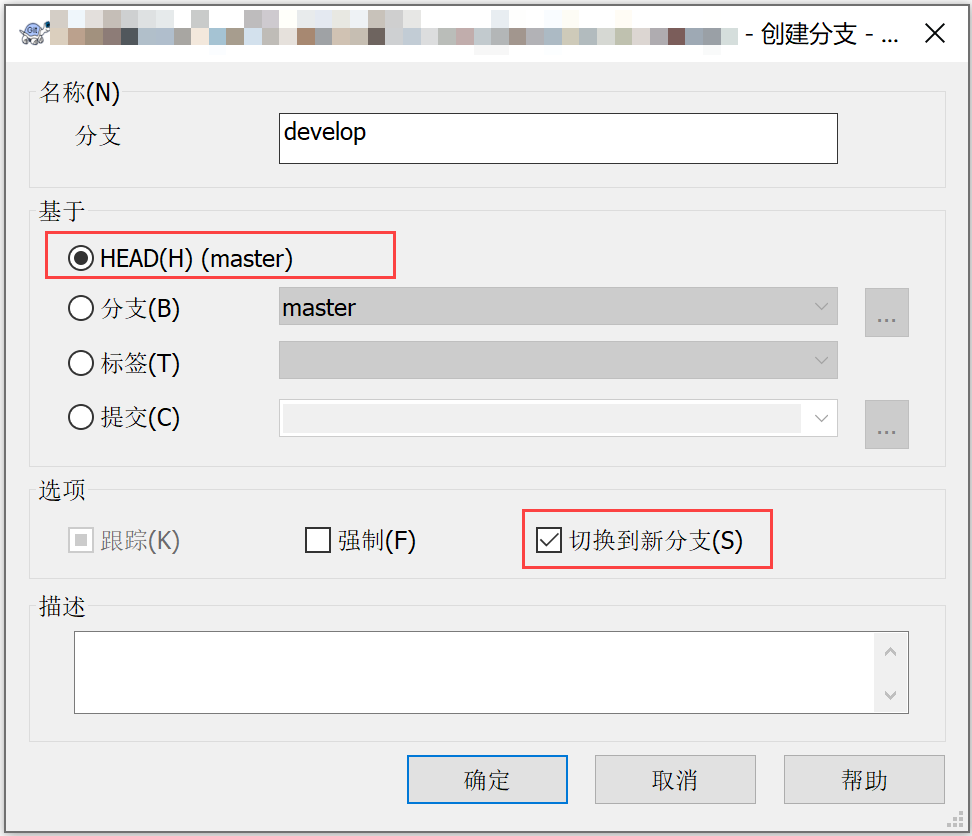 - 创建分支 - ...
名称(N)
分支 develop
基于
HEAD(H) (master)
分支(B) master ...
标签(T)
提交(C) ...
选项
跟踪(K) 强制(F) 切换到新分支(S)
描述
确定 取消 帮助